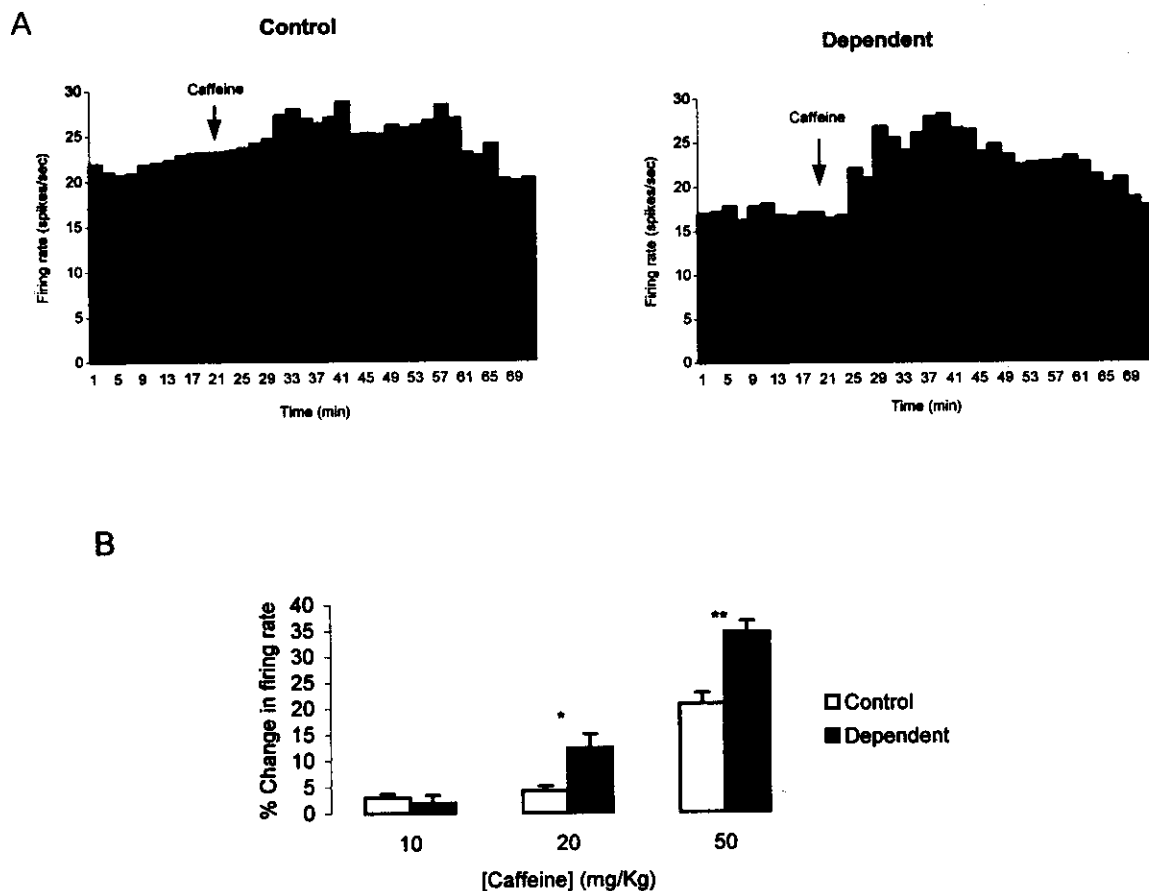 A
Control
Dependent
Caffeine
Caffeine
Firing rate (spikes/sec)
30
25
20
15
10
5
0
1 5 9 13 17 21 25 29 33 37 41 45 49 53 57 61 65 69
Time (min)
Firing rate (spikes/sec)
30
25
20
15
10
5
0
1 5 9 13 17 21 25 29 33 37 41 45 49 53 57 61 65 69
Time (min)
B
% Change in firing rate
40
35
30
25
20
15
10
5
0
*
**
10 20 50
[Caffeine] (mg/Kg)
Control
Dependent